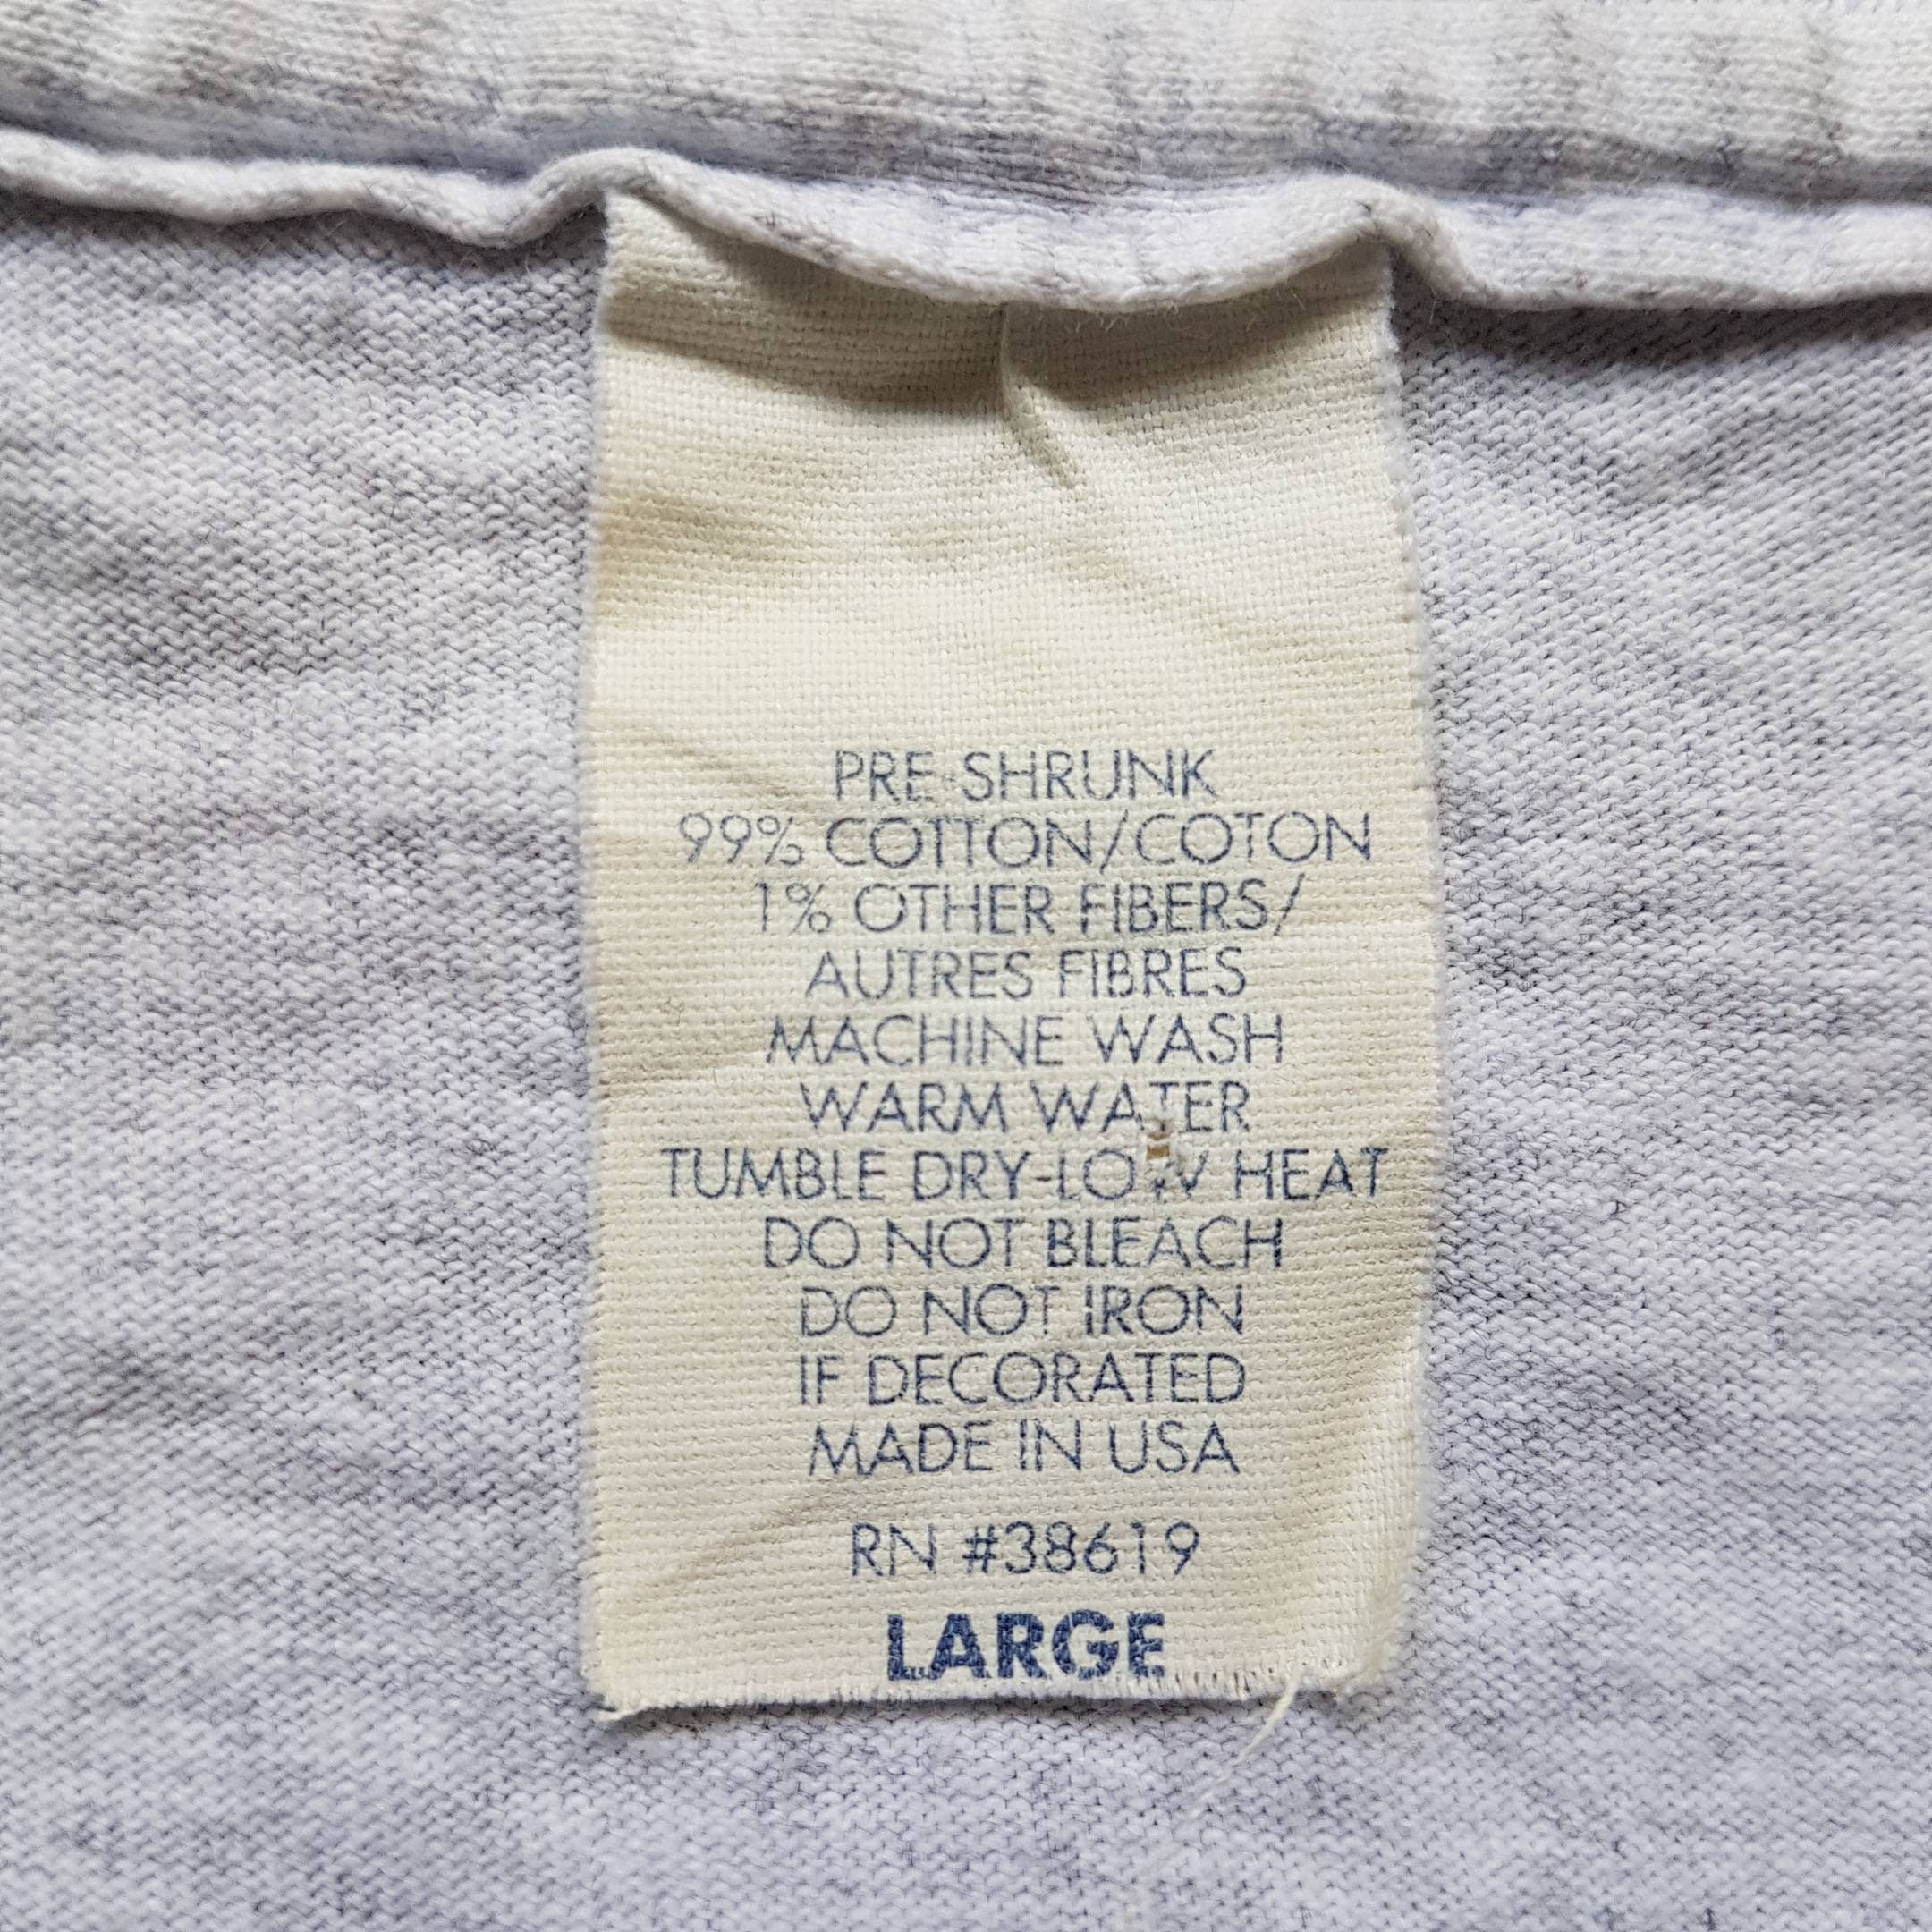 PRE-SHRUNK
99% COTTON/COTON
1% OTHER FIBERS/
AUTRES FIBRES
MACHINE WASH
WARM WATER
TUMBLE DRY-LOW HEAT
DO NOT BLEACH
DO NOT IRON
IF DECORATED
MADE IN USA
RN #38619
LARGE